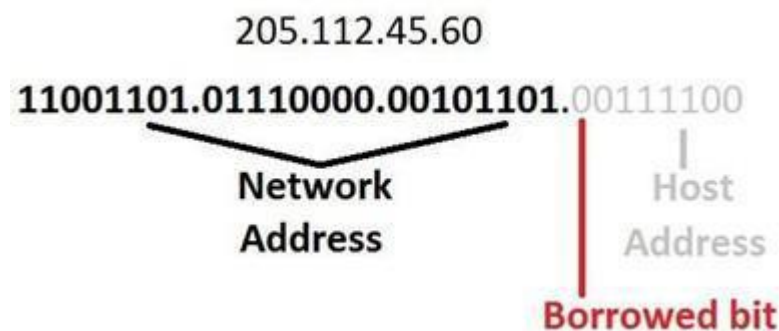 205.112.45.60
11001101.01110000.00101101.00111100
Network
Address
Host
Address
Borrowed bit